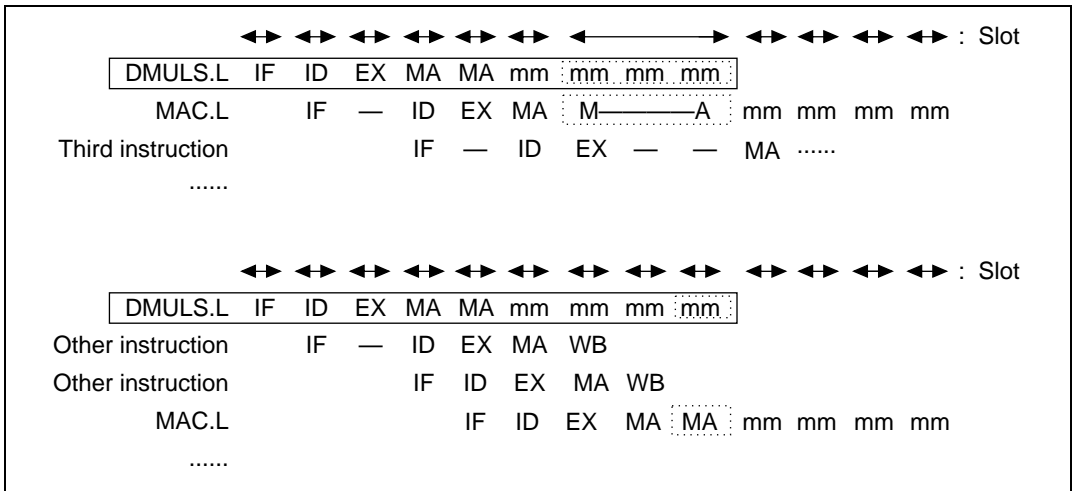 : Slot
DMULS.L IF ID EX MA MA mm mm mm mm
MAC.L IF — ID EX MA M————A mm mm mm mm
Third instruction IF — ID EX — — MA ......
......
: Slot
DMULS.L IF ID EX MA MA mm mm mm mm
Other instruction IF — ID EX MA WB
Other instruction IF ID EX MA WB
MAC.L IF ID EX MA MA mm mm mm mm
......